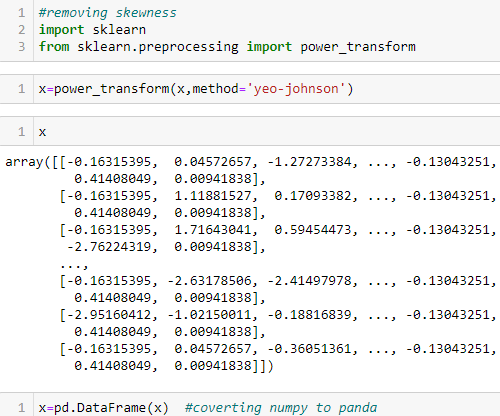 1 #removing skewness
2 import sklearn
3 from sklearn.preprocessing import power_transform
1 x=power_transform(x,method='yeo-johnson')
1 x
array([[-0.16315395,  0.04572657, -1.27273384, ..., -0.13043251,
         0.41408049,  0.00941838],
       [-0.16315395,  1.11881527,  0.17093382, ..., -0.13043251,
         0.41408049,  0.00941838],
       [-0.16315395,  1.71643041,  0.59454473, ..., -0.13043251,
        -2.76224319,  0.00941838],
       ...,
       [-0.16315395, -2.63178506, -2.41497978, ..., -0.13043251,
         0.41408049,  0.00941838],
       [-2.95160412, -1.02150011, -0.18816839, ..., -0.13043251,
         0.41408049,  0.00941838],
       [-0.16315395,  0.04572657, -0.36051361, ..., -0.13043251,
         0.41408049,  0.00941838]])
1 x=pd.DataFrame(x)  #coverting numpy to panda